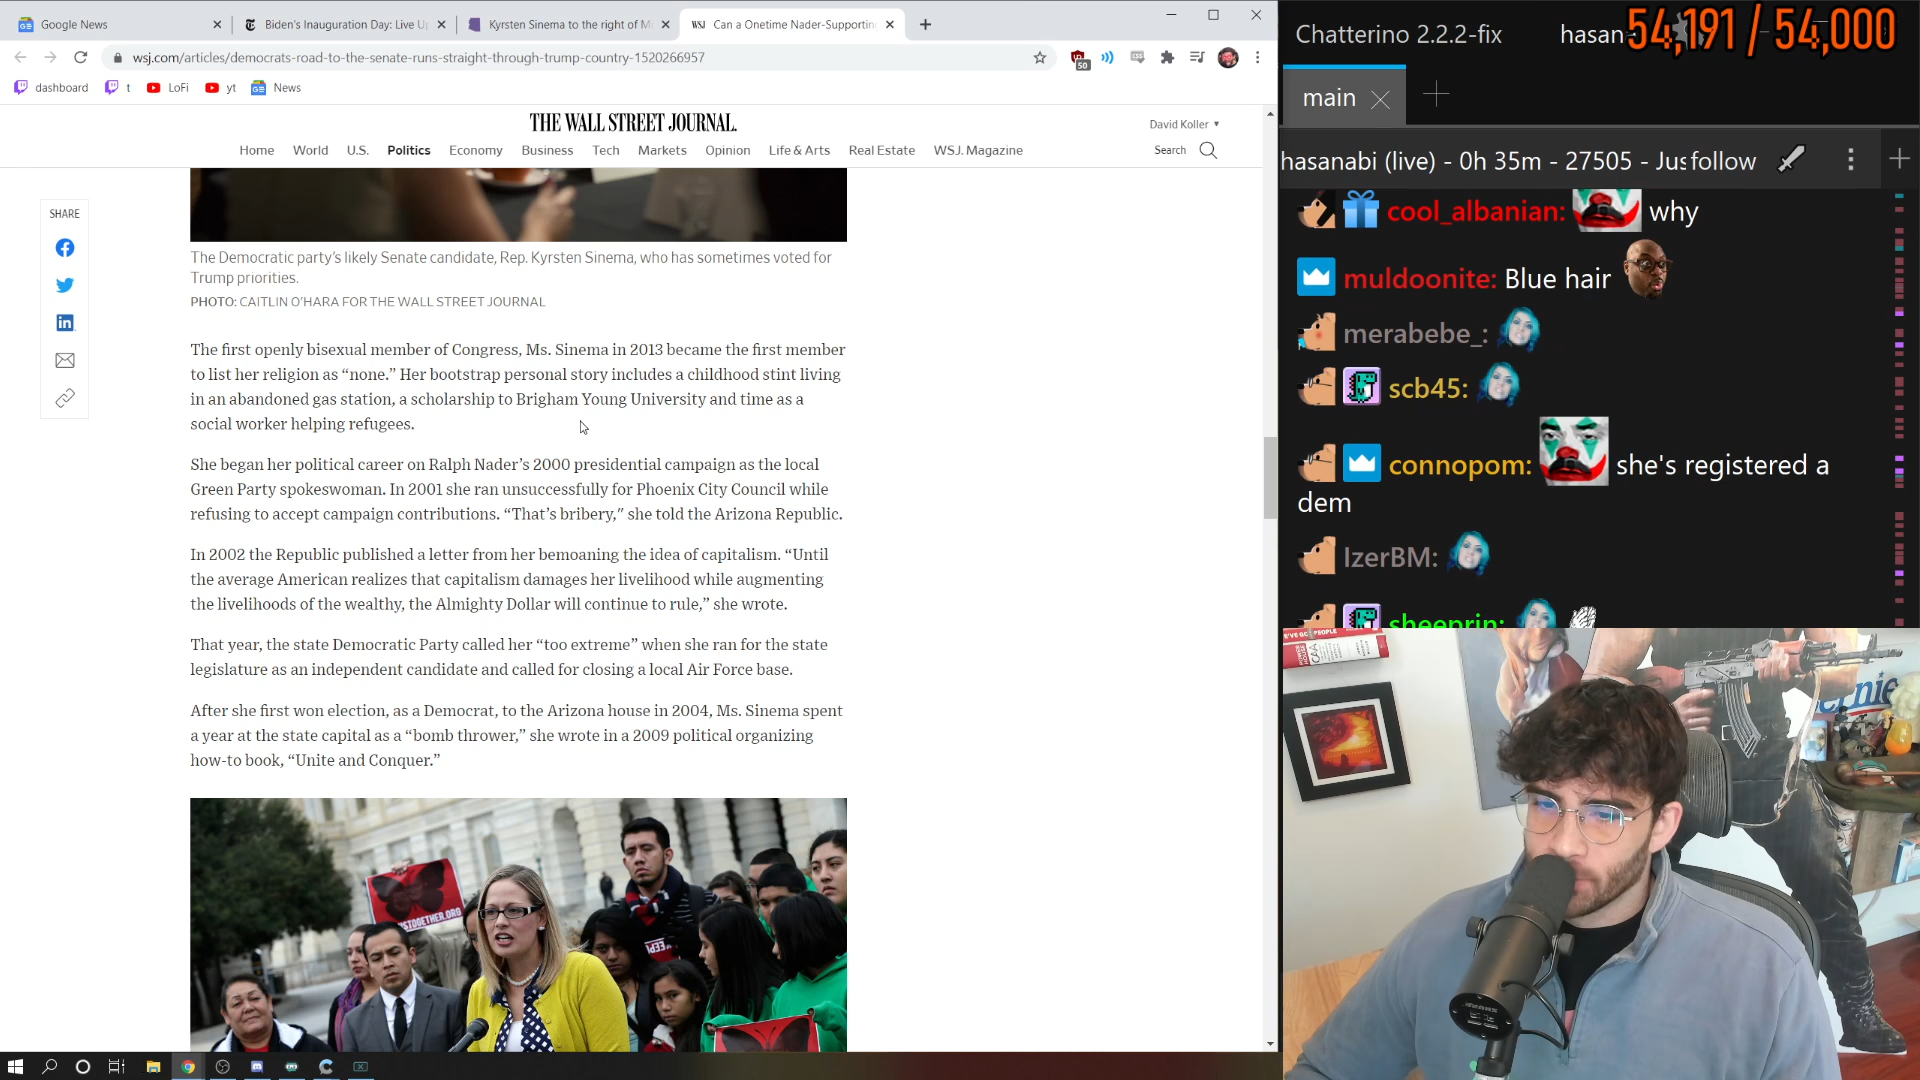 Google News
Biden's Inauguration Day: Live U
Kyrsten Sinema to the right of M
WSJ
Can a Onetime Nader-Supportin
wsj.com/articles/democrats-road-to-the-senate-runs-straight-through-trump-country-1520266957
50
dashboard
t
LoFi
yt
News
THE WALL STREET JOURNAL.
David Koller
Home World U.S. Politics Economy Business Tech Markets Opinion Life & Arts Real Estate WSJ. Magazine
Search
SHARE
The Democratic party's likely Senate candidate, Rep. Kyrsten Sinema, who has sometimes voted for
Trump priorities.
PHOTO: CAITLIN O'HARA FOR THE WALL STREET JOURNAL
The first openly bisexual member of Congress, Ms. Sinema in 2013 became the first member
to list her religion as “none.” Her bootstrap personal story includes a childhood stint living
in an abandoned gas station, a scholarship to Brigham Young University and time as a
social worker helping refugees.
She began her political career on Ralph Nader’s 2000 presidential campaign as the local
Green Party spokeswoman. In 2001 she ran unsuccessfully for Phoenix City Council while
refusing to accept campaign contributions. “That’s bribery,” she told the Arizona Republic.
In 2002 the Republic published a letter from her bemoaning the idea of capitalism. “Until
the average American realizes that capitalism damages her livelihood while augmenting
the livelihoods of the wealthy, the Almighty Dollar will continue to rule,” she wrote.
That year, the state Democratic Party called her “too extreme” when she ran for the state
legislature as an independent candidate and called for closing a local Air Force base.
After she first won election, as a Democrat, to the Arizona house in 2004, Ms. Sinema spent
a year at the state capital as a “bomb thrower,” she wrote in a 2009 political organizing
how-to book, “Unite and Conquer.”
Chatterino 2.2.2-fix
hasan
54,191 / 54,000
main
hasanabi (live) - 0h 35m - 27505 - Jus
follow
cool_albanian: why
muldoonite: Blue hair
merabebe_:
scb45:
connopom: she's registered a
dem
IzerBM:
sheeprin: